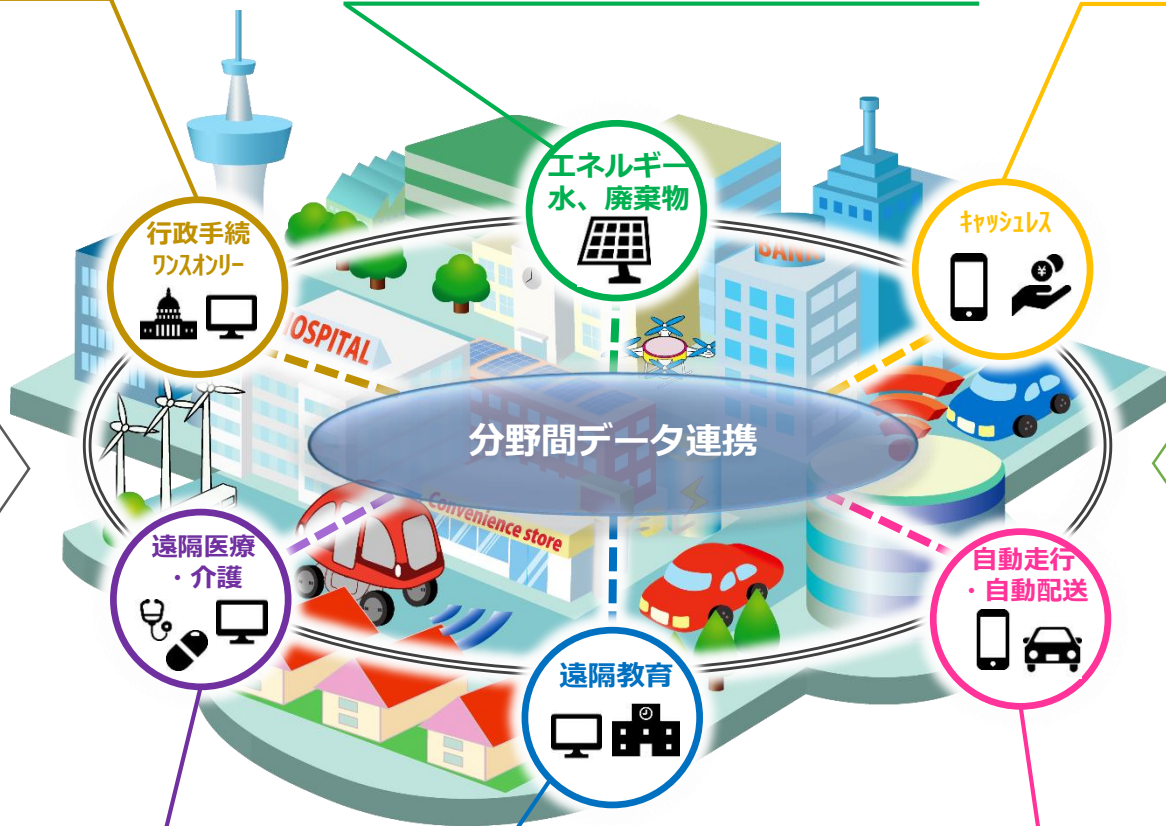 エネルギー
水、廃棄物
行政手続
ﾜﾝｽｵﾝﾘｰ
ｷｬｯｼｭﾚｽ
BANK
HOSPITAL
分野間データ連携
Convenience store
遠隔医療
・介護
自動走行
・自動配送
遠隔教育
¥